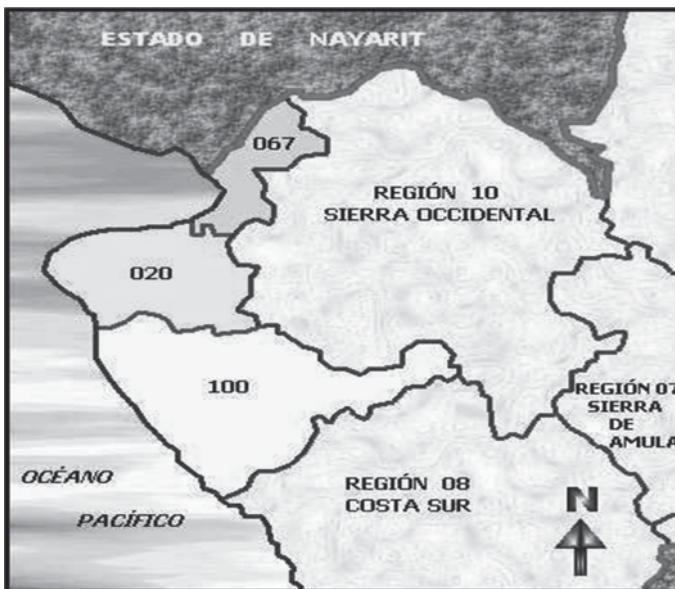 ESTADO DE NAYARIT
067
REGIÓN 10
SIERRA OCCIDENTAL
020
100
REGIÓN 07
SIERRA
DE
AMULA
OCÉANO
PACÍFICO
REGIÓN 08
COSTA SUR
N